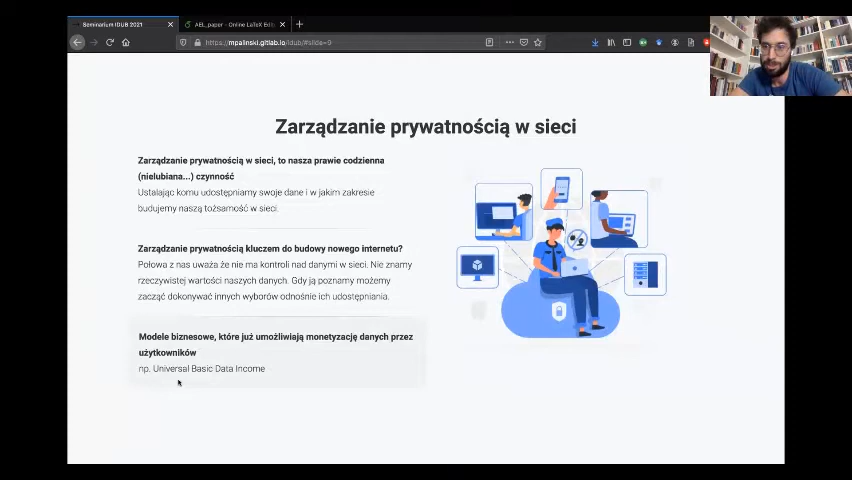 Seminarium IDUB 2021
AEL_paper - Online LaTeX Edi
https://mpalinski.gitlab.io/idub/#slide=9
Zarządzanie prywatnością w sieci
Zarządzanie prywatnością w sieci, to nasza prawie codzienna
(nielubiana...) czynność
Ustalając komu udostępniamy swoje dane i w jakim zakresie
budujemy naszą tożsamość w sieci.
Zarządzanie prywatnością kluczem do budowy nowego internetu?
Połowa z nas uważa że nie ma kontroli nad danymi w sieci. Nie znamy
rzeczywistej wartości naszych danych. Gdy ją poznamy możemy
zacząć dokonywać innych wyborów odnośnie ich udostępniania.
Modele biznesowe, które już umożliwiają monetyzację danych przez
użytkowników
np. Universal Basic Data Income